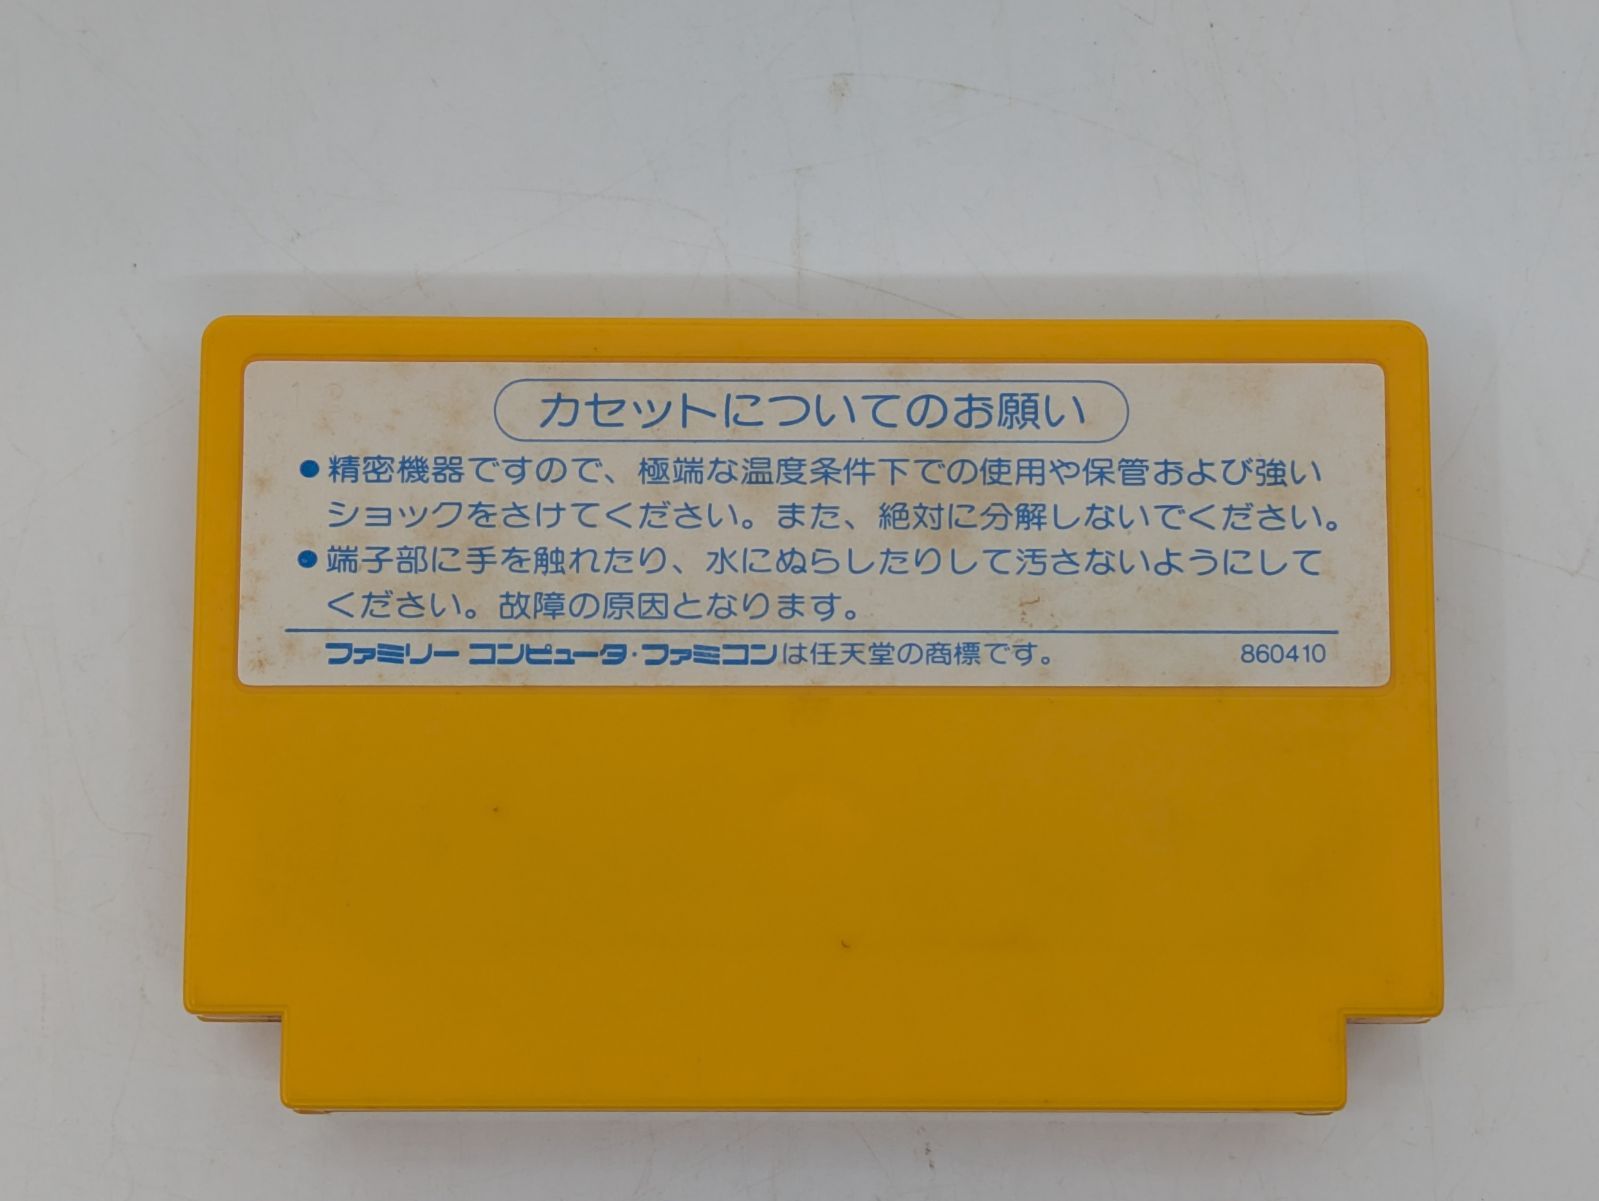 カセットについてのお願い
●精密機器ですので、極端な温度条件下での使用や保管および強い
ショックをさけてください。また、絶対に分解しないでください。
●端子部に手を触れたり、水にぬらしたりして汚さないようにして
ください。故障の原因となります。
ファミリー コンピュータ・ファミコンは任天堂の商標です。 860410